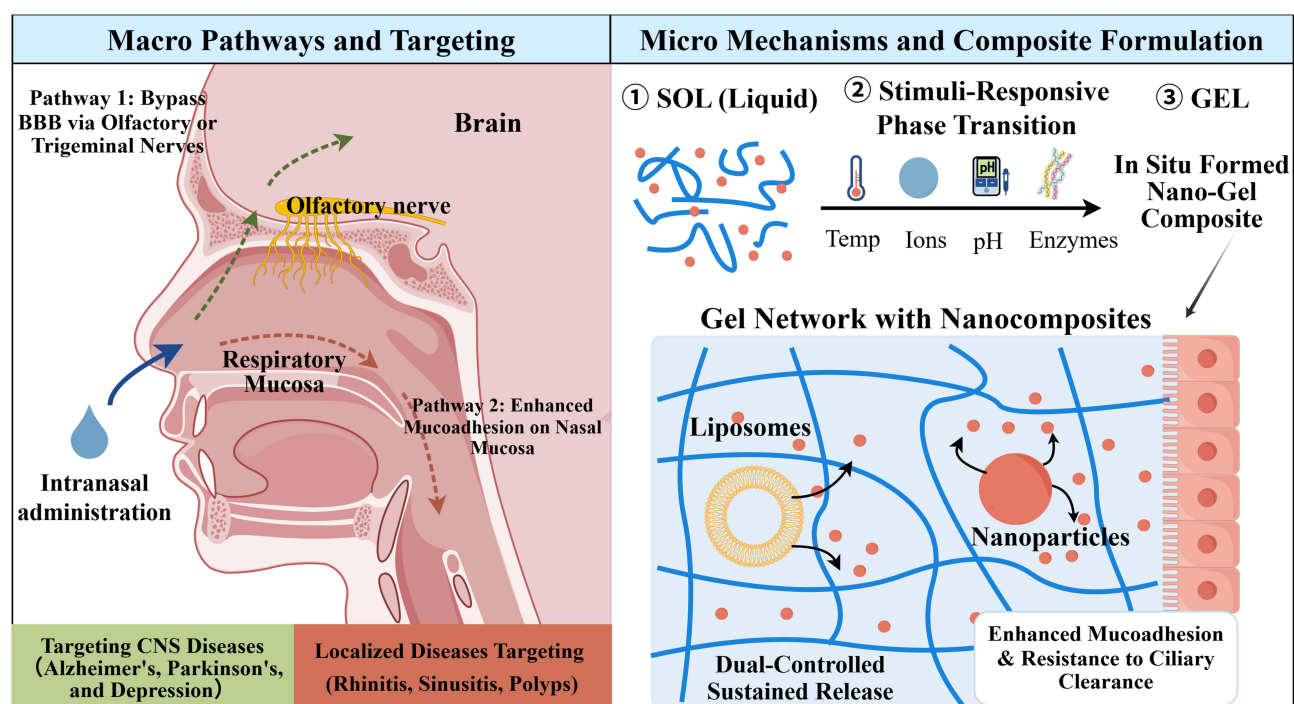 Macro Pathways and Targeting
Pathway 1: Bypass
BBB via Olfactory or
Trigeminal Nerves
Brain
Olfactory nerve
Respiratory
Mucosa
Pathway 2: Enhanced
Mucoadhesion on Nasal
Mucosa
Intranasal
administration
Targeting CNS Diseases
（Alzheimer's, Parkinson's,
and Depression）
Localized Diseases Targeting
(Rhinitis, Sinusitis, Polyps)
Micro Mechanisms and Composite Formulation
① SOL (Liquid)
② Stimuli-Responsive
Phase Transition
pH
Temp
Ions
pH
Enzymes
③ GEL
In Situ Formed
Nano-Gel
Composite
Gel Network with Nanocomposites
Liposomes
Nanoparticles
Dual-Controlled
Sustained Release
Enhanced Mucoadhesion
& Resistance to Ciliary
Clearance